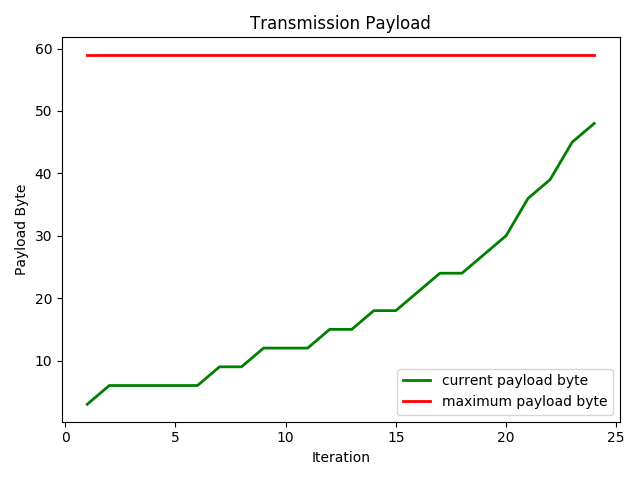 Transmission Payload
60
50
40
30
20
10
Payload Byte
0
5
10
15
20
25
Iteration
current payload byte
maximum payload byte